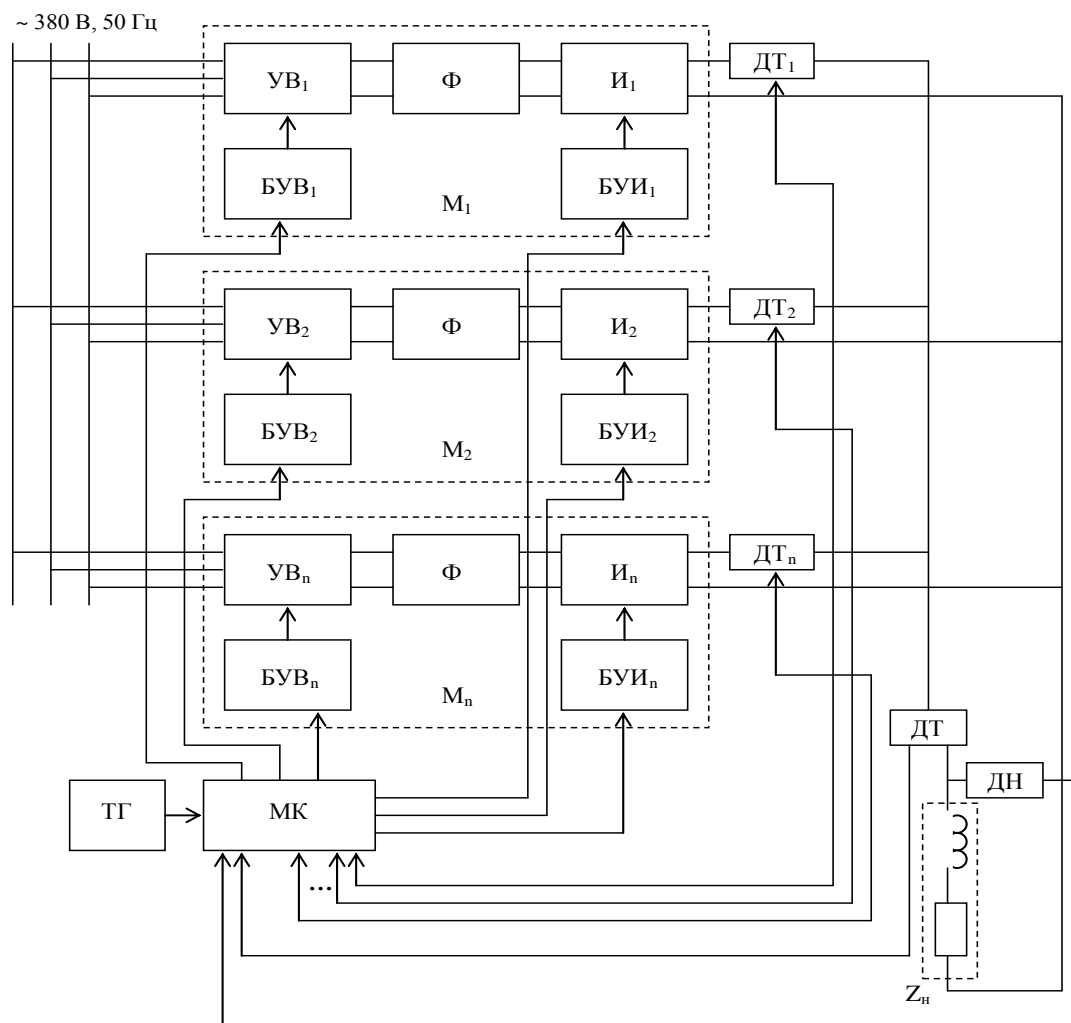 ~ 380 В, 50 Гц
УВ₁ Ф И₁ ДТ₁
БУВ₁ М₁ БУИ₁
УВ₂ Ф И₂ ДТ₂
БУВ₂ М₂ БУИ₂
УВₙ Ф Иₙ ДТₙ
БУВₙ Мₙ БУИₙ
ДТ
ТГ МК ДН
...
Zн